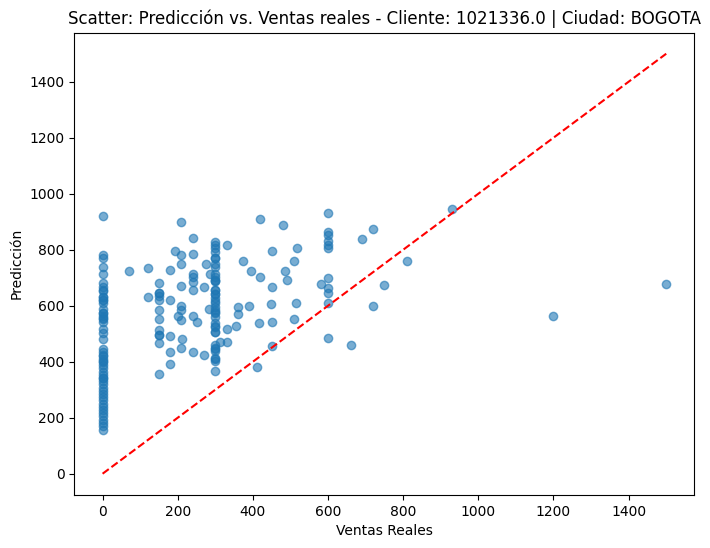 Scatter: Predicción vs. Ventas reales - Cliente: 1021336.0 | Ciudad: BOGOTA
1400
1200
1000
800
600
400
200
0
Predicción
0 200 400 600 800 1000 1200 1400
Ventas Reales